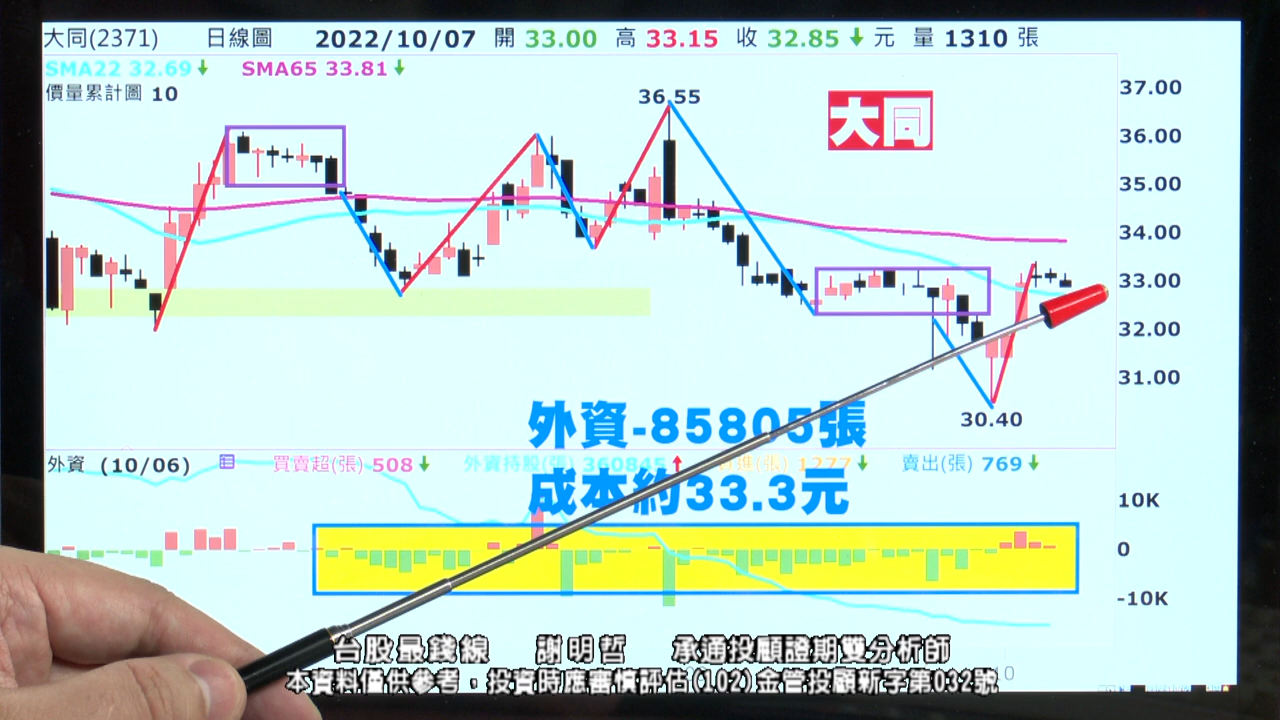 大同(2371) 日線圖 2022/10/07 開 33.00 高 33.15 收 32.85 元 量 1310 張
SMA22 32.69 SMA65 33.81
價量累計圖 10
36.55
大同
37.00
36.00
35.00
34.00
33.00
32.00
31.00
30.40
外資-85805張
成本約33.3元
外資 (10/06) 買賣超(張) 508 外資持股(張) 360845 買進(張) 1277 賣出(張) 769
10K
0
-10K
台股最錢線 謝明哲 承通投顧證期雙分析師
本資料僅供參考，投資時應審慎評估(102)金管投顧新字第032號